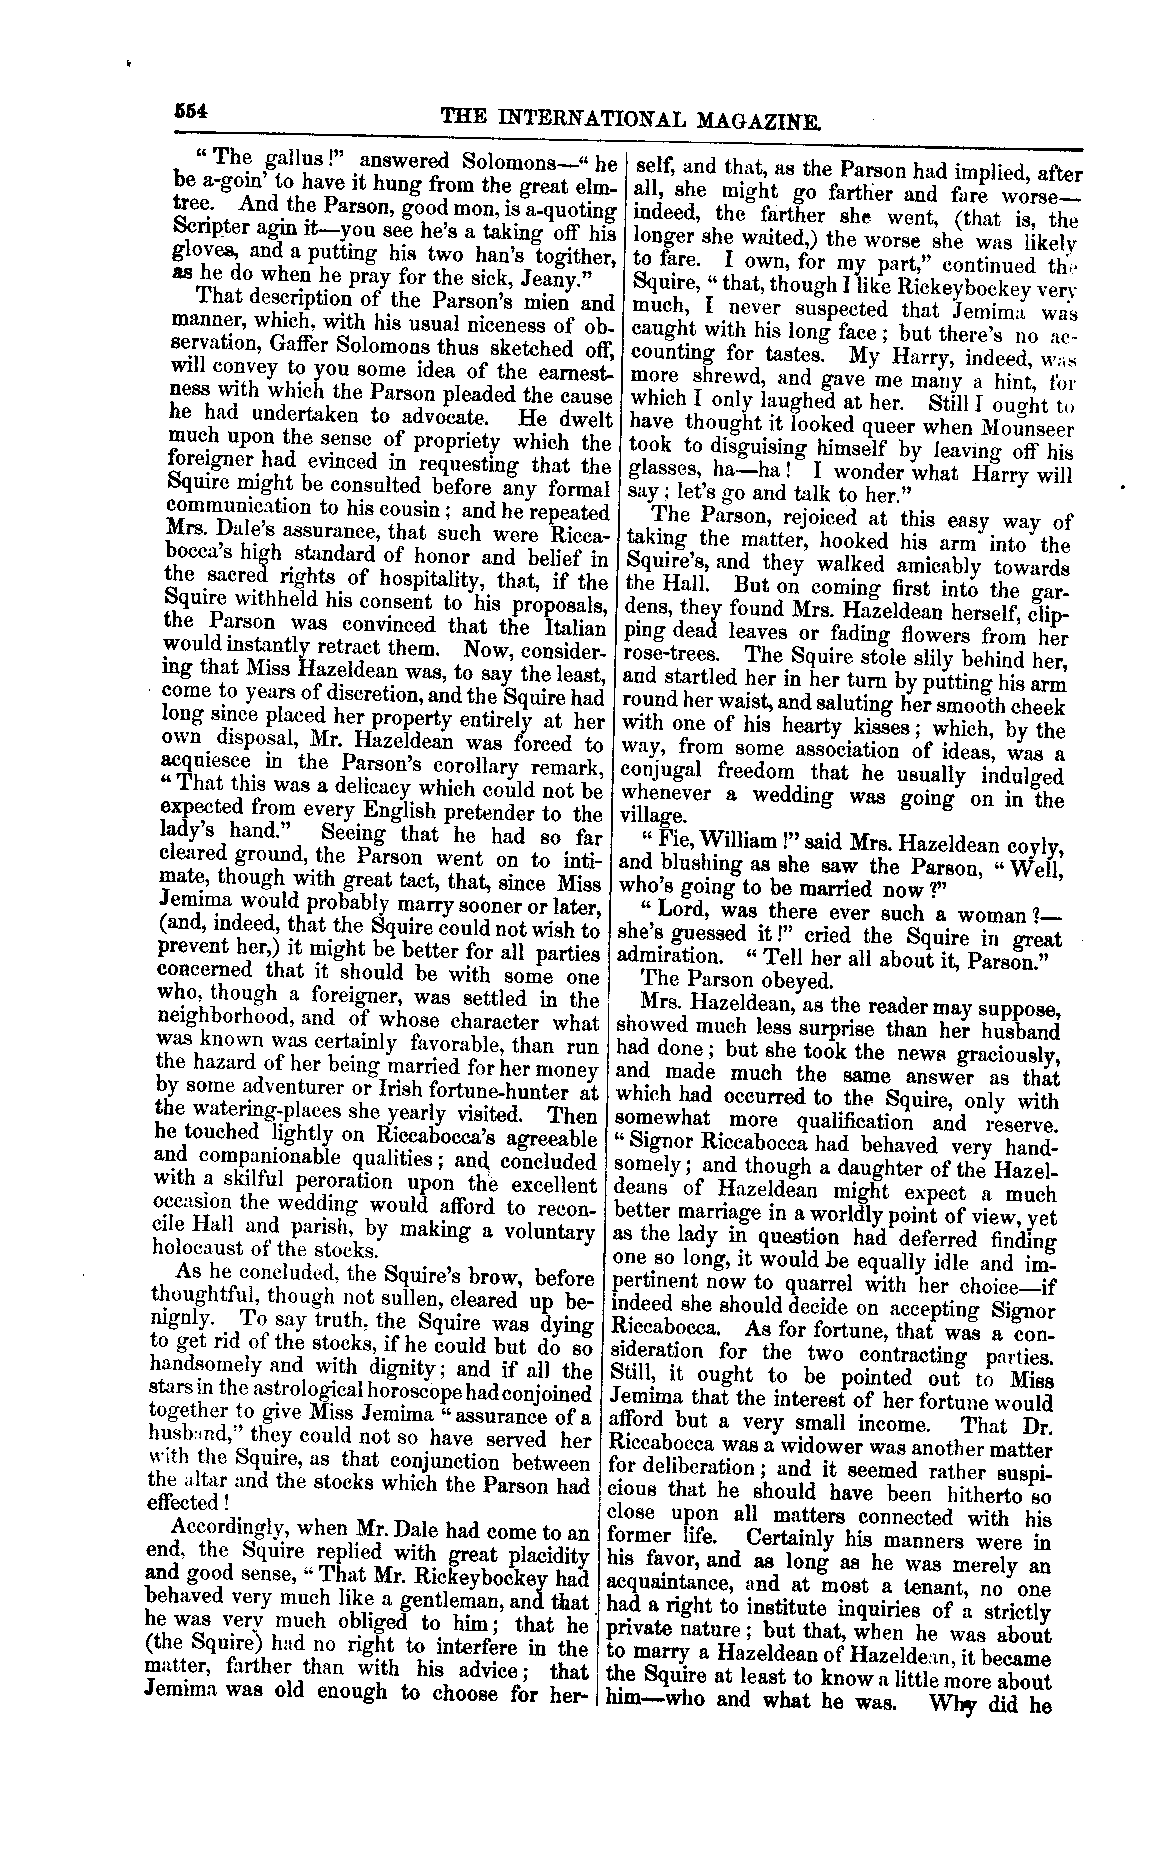 554
THE INTERNATIONAL MAGAZINE.
“The gallus!” answered Solomons—“he
be a-goin’ to have it hung from the great elm-
tree. And the Parson, good mon, is a-quoting
Scripter agin it—you see he’s a taking off his
gloves, and a putting his two han’s togither,
as he do when he pray for the sick, Jeany.”
That description of the Parson’s mien and
manner, which, with his usual niceness of ob-
servation, Gaffer Solomons thus sketched off,
will convey to you some idea of the earnest-
ness with which the Parson pleaded the cause
he had undertaken to advocate. He dwelt
much upon the sense of propriety which the
foreigner had evinced in requesting that the
Squire might be consulted before any formal
communication to his cousin; and he repeated
Mrs. Dale’s assurance, that such were Ricca-
bocca’s high standard of honor and belief in
the sacred rights of hospitality, that, if the
Squire withheld his consent to his proposals,
the Parson was convinced that the Italian
would instantly retract them. Now, consider-
ing that Miss Hazeldean was, to say the least,
come to years of discretion, and the Squire had
long since placed her property entirely at her
own disposal, Mr. Hazeldean was forced to
acquiesce in the Parson’s corollary remark,
“That this was a delicacy which could not be
expected from every English pretender to the
lady’s hand.” Seeing that he had so far
cleared ground, the Parson went on to inti-
mate, though with great tact, that, since Miss
Jemima would probably marry sooner or later,
(and, indeed, that the Squire could not wish to
prevent her,) it might be better for all parties
concerned that it should be with some one
who, though a foreigner, was settled in the
neighborhood, and of whose character what
was known was certainly favorable, than run
the hazard of her being married for her money
by some adventurer or Irish fortune-hunter at
the watering-places she yearly visited. Then
he touched lightly on Riccabocca’s agreeable
and companionable qualities; and concluded
with a skilful peroration upon the excellent
occasion the wedding would afford to recon-
cile Hall and parish, by making a voluntary
holocaust of the stocks.
As he concluded, the Squire’s brow, before
thoughtful, though not sullen, cleared up be-
nignly. To say truth, the Squire was dying
to get rid of the stocks, if he could but do so
handsomely and with dignity; and if all the
stars in the astrological horoscope had conjoined
together to give Miss Jemima “assurance of a
husband,” they could not so have served her
with the Squire, as that conjunction between
the altar and the stocks which the Parson had
effected!
Accordingly, when Mr. Dale had come to an
end, the Squire replied with great placidity
and good sense, “That Mr. Rickeybockey had
behaved very much like a gentleman, and that
he was very much obliged to him; that he
(the Squire) had no right to interfere in the
matter, farther than with his advice; that
Jemima was old enough to choose for her-
self, and that, as the Parson had implied, after
all, she might go farther and fare worse—
indeed, the farther she went, (that is, the
longer she waited,) the worse she was likely
to fare. I own, for my part,” continued the
Squire, “that, though I like Rickeybockey very
much, I never suspected that Jemima was
caught with his long face; but there’s no ac-
counting for tastes. My Harry, indeed, was
more shrewd, and gave me many a hint, for
which I only laughed at her. Still I ought to
have thought it looked queer when Mounseer
took to disguising himself by leaving off his
glasses, ha—ha! I wonder what Harry will
say; let’s go and talk to her.”
The Parson, rejoiced at this easy way of
taking the matter, hooked his arm into the
Squire’s, and they walked amicably towards
the Hall. But on coming first into the gar-
dens, they found Mrs. Hazeldean herself, clip-
ping dead leaves or fading flowers from her
rose-trees. The Squire stole slily behind her,
and startled her in her turn by putting his arm
round her waist, and saluting her smooth cheek
with one of his hearty kisses; which, by the
way, from some association of ideas, was a
conjugal freedom that he usually indulged
whenever a wedding was going on in the
village.
“Fie, William!” said Mrs. Hazeldean coyly,
and blushing as she saw the Parson, “Well,
who’s going to be married now?”
“Lord, was there ever such a woman?—
she’s guessed it!” cried the Squire in great
admiration. “Tell her all about it, Parson.”
The Parson obeyed.
Mrs. Hazeldean, as the reader may suppose,
showed much less surprise than her husband
had done; but she took the news graciously,
and made much the same answer as that
which had occurred to the Squire, only with
somewhat more qualification and reserve.
“Signor Riccabocca had behaved very hand-
somely; and though a daughter of the Hazel-
deans of Hazeldean might expect a much
better marriage in a worldly point of view, yet
as the lady in question had deferred finding
one so long, it would be equally idle and im-
pertinent now to quarrel with her choice—if
indeed she should decide on accepting Signor
Riccabocca. As for fortune, that was a con-
sideration for the two contracting parties.
Still, it ought to be pointed out to Miss
Jemima that the interest of her fortune would
afford but a very small income. That Dr.
Riccabocca was a widower was another matter
for deliberation; and it seemed rather suspi-
cious that he should have been hitherto so
close upon all matters connected with his
former life. Certainly his manners were in
his favor, and as long as he was merely an
acquaintance, and at most a tenant, no one
had a right to institute inquiries of a strictly
private nature; but that, when he was about
to marry a Hazeldean of Hazeldean, it became
the Squire at least to know a little more about
him—who and what he was. Why did he